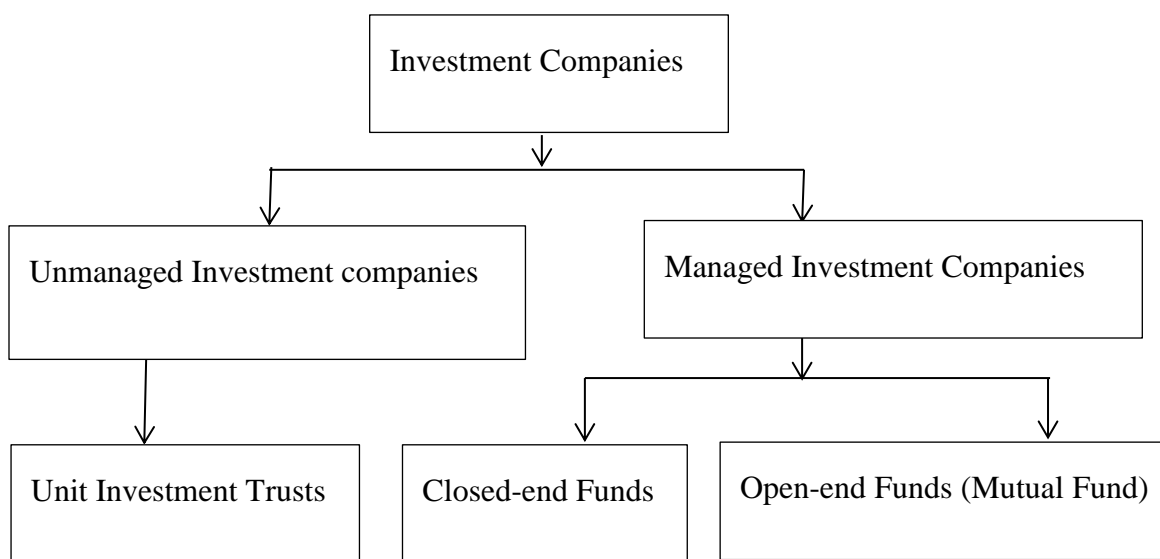 Investment Companies
Unmanaged Investment companies
Managed Investment Companies
Unit Investment Trusts
Closed-end Funds
Open-end Funds (Mutual Fund)